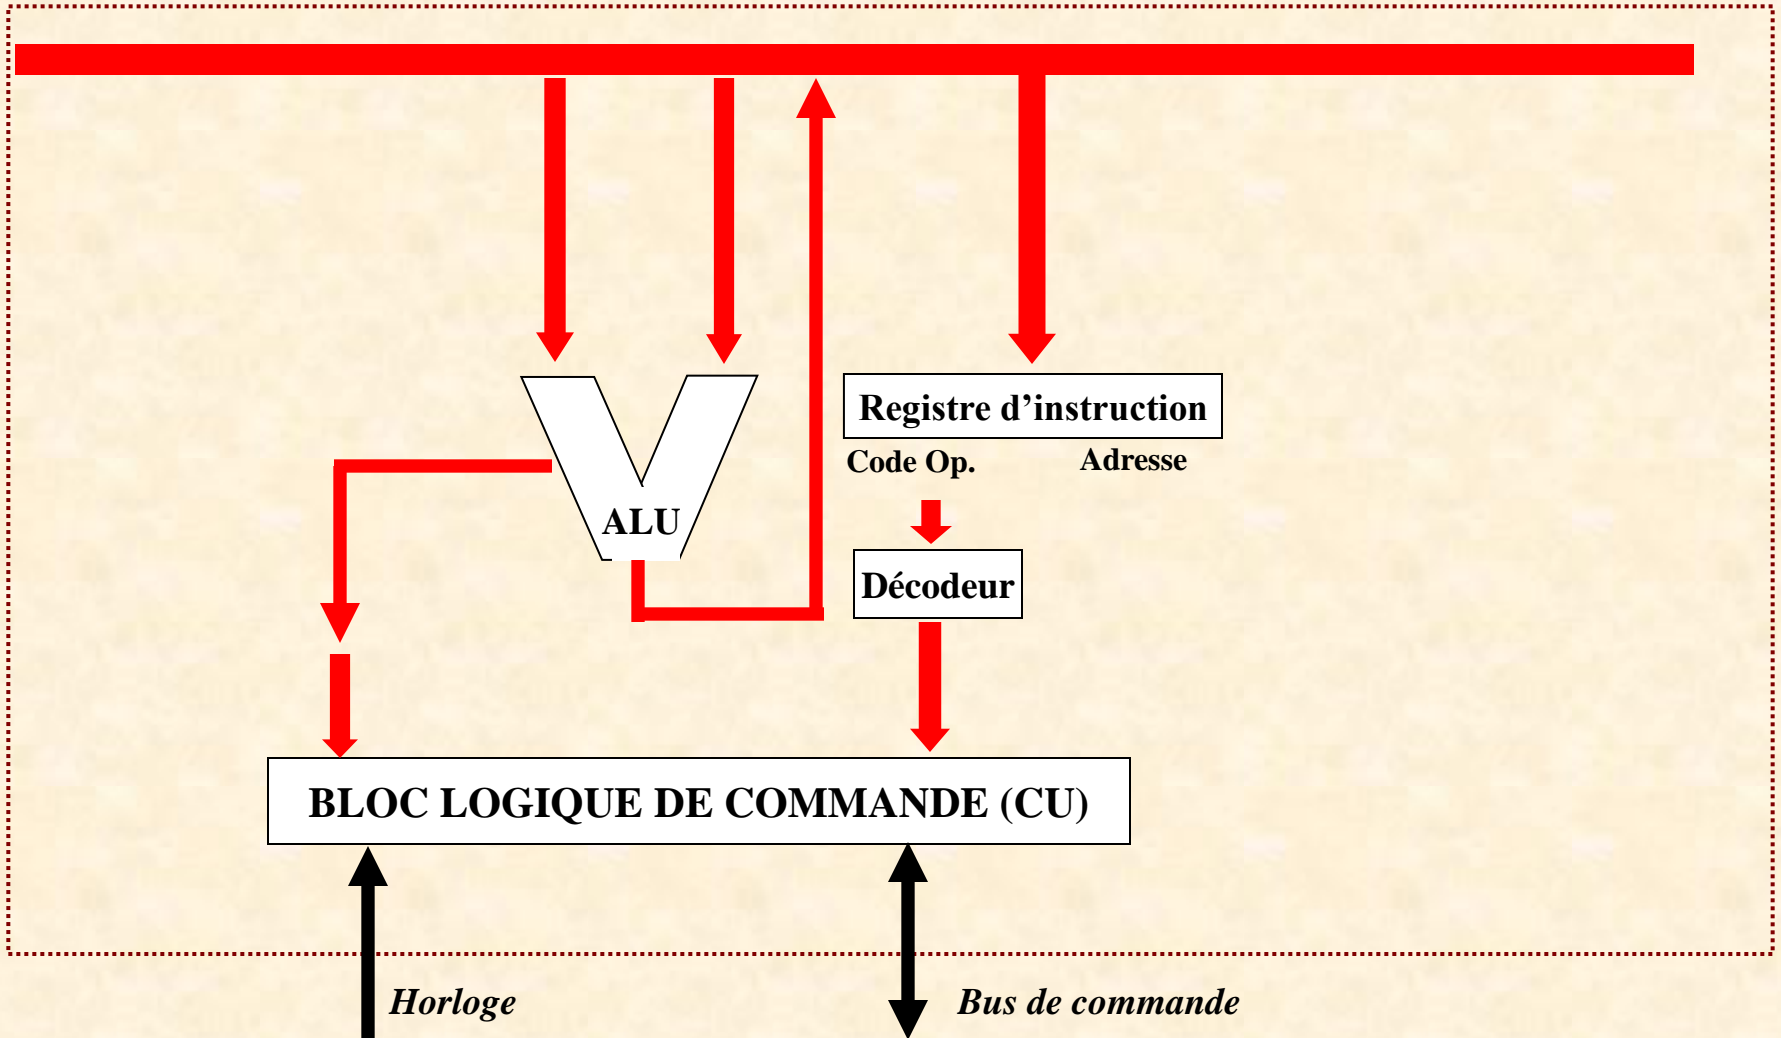 Registre d’instruction
Code Op. Adresse
ALU
Décodeur
BLOC LOGIQUE DE COMMANDE (CU)
Horloge
Bus de commande